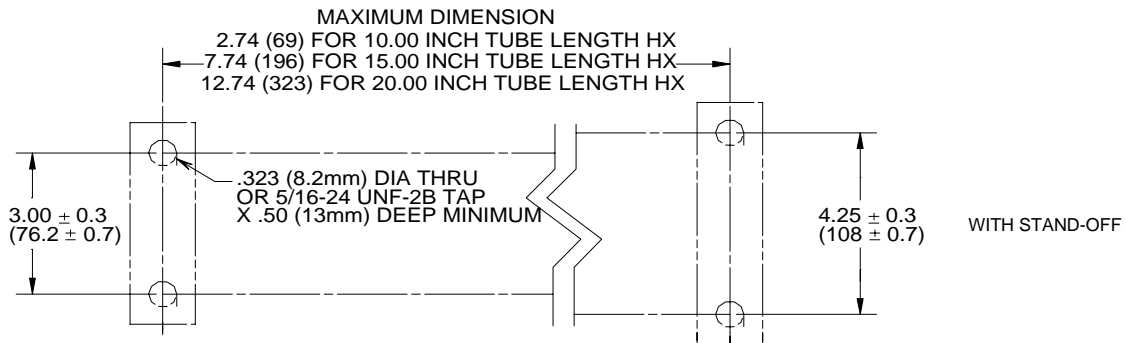 MAXIMUM DIMENSION
2.74 (69) FOR 10.00 INCH TUBE LENGTH HX
7.74 (196) FOR 15.00 INCH TUBE LENGTH HX
12.74 (323) FOR 20.00 INCH TUBE LENGTH HX
.323 (8.2mm) DIA THRU
OR 5/16-24 UNF-2B TAP
X .50 (13mm) DEEP MINIMUM
3.00 ± 0.3
(76.2 ± 0.7)
4.25 ± 0.3
(108 ± 0.7)
WITH STAND-OFF